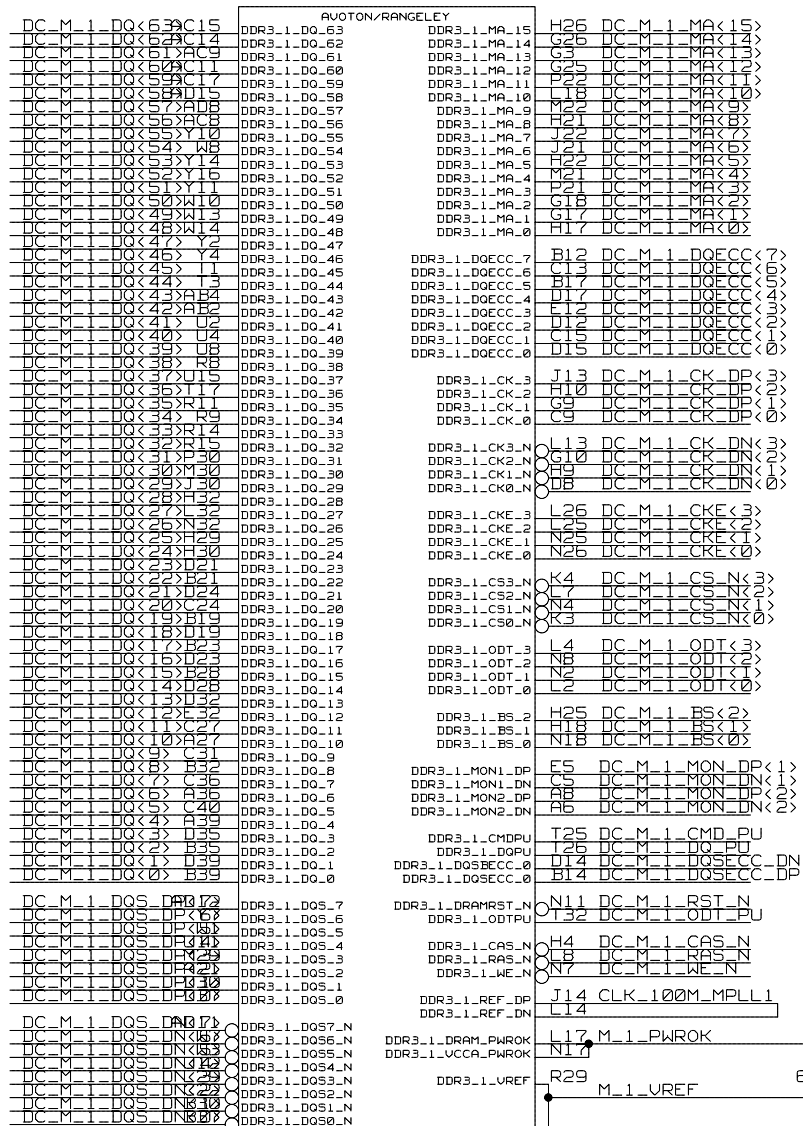 AVOTON/RANGELEY
DC_M_1_DQ<63> AC15 DDR3_1_DQ_63
DC_M_1_DQ<62> AC14 DDR3_1_DQ_62
DC_M_1_DQ<61> AC9 DDR3_1_DQ_61
DC_M_1_DQ<60> AC11 DDR3_1_DQ_60
DC_M_1_DQ<59> AC17 DDR3_1_DQ_59
DC_M_1_DQ<58> AD15 DDR3_1_DQ_58
DC_M_1_DQ<57> AD8 DDR3_1_DQ_57
DC_M_1_DQ<56> AC8 DDR3_1_DQ_56
DC_M_1_DQ<55> Y10 DDR3_1_DQ_55
DC_M_1_DQ<54> W8 DDR3_1_DQ_54
DC_M_1_DQ<53> Y14 DDR3_1_DQ_53
DC_M_1_DQ<52> Y16 DDR3_1_DQ_52
DC_M_1_DQ<51> Y11 DDR3_1_DQ_51
DC_M_1_DQ<50> W10 DDR3_1_DQ_50
DC_M_1_DQ<49> W13 DDR3_1_DQ_49
DC_M_1_DQ<48> W14 DDR3_1_DQ_48
DC_M_1_DQ<47> Y2 DDR3_1_DQ_47
DC_M_1_DQ<46> Y4 DDR3_1_DQ_46
DC_M_1_DQ<45> T1 DDR3_1_DQ_45
DC_M_1_DQ<44> T3 DDR3_1_DQ_44
DC_M_1_DQ<43> AB4 DDR3_1_DQ_43
DC_M_1_DQ<42> AB2 DDR3_1_DQ_42
DC_M_1_DQ<41> U2 DDR3_1_DQ_41
DC_M_1_DQ<40> U4 DDR3_1_DQ_40
DC_M_1_DQ<39> U8 DDR3_1_DQ_39
DC_M_1_DQ<38> R8 DDR3_1_DQ_38
DC_M_1_DQ<37> U15 DDR3_1_DQ_37
DC_M_1_DQ<36> T17 DDR3_1_DQ_36
DC_M_1_DQ<35> R11 DDR3_1_DQ_35
DC_M_1_DQ<34> R9 DDR3_1_DQ_34
DC_M_1_DQ<33> R14 DDR3_1_DQ_33
DC_M_1_DQ<32> R15 DDR3_1_DQ_32
DC_M_1_DQ<31> P30 DDR3_1_DQ_31
DC_M_1_DQ<30> M30 DDR3_1_DQ_30
DC_M_1_DQ<29> J30 DDR3_1_DQ_29
DC_M_1_DQ<28> H32 DDR3_1_DQ_28
DC_M_1_DQ<27> L32 DDR3_1_DQ_27
DC_M_1_DQ<26> N32 DDR3_1_DQ_26
DC_M_1_DQ<25> H29 DDR3_1_DQ_25
DC_M_1_DQ<24> H30 DDR3_1_DQ_24
DC_M_1_DQ<23> D21 DDR3_1_DQ_23
DC_M_1_DQ<22> B21 DDR3_1_DQ_22
DC_M_1_DQ<21> D24 DDR3_1_DQ_21
DC_M_1_DQ<20> C24 DDR3_1_DQ_20
DC_M_1_DQ<19> B19 DDR3_1_DQ_19
DC_M_1_DQ<18> D19 DDR3_1_DQ_18
DC_M_1_DQ<17> B23 DDR3_1_DQ_17
DC_M_1_DQ<16> D23 DDR3_1_DQ_16
DC_M_1_DQ<15> B28 DDR3_1_DQ_15
DC_M_1_DQ<14> D28 DDR3_1_DQ_14
DC_M_1_DQ<13> D32 DDR3_1_DQ_13
DC_M_1_DQ<12> E32 DDR3_1_DQ_12
DC_M_1_DQ<11> C27 DDR3_1_DQ_11
DC_M_1_DQ<10> A27 DDR3_1_DQ_10
DC_M_1_DQ<9> C31 DDR3_1_DQ_9
DC_M_1_DQ<8> B32 DDR3_1_DQ_8
DC_M_1_DQ<7> C36 DDR3_1_DQ_7
DC_M_1_DQ<6> A36 DDR3_1_DQ_6
DC_M_1_DQ<5> C40 DDR3_1_DQ_5
DC_M_1_DQ<4> A39 DDR3_1_DQ_4
DC_M_1_DQ<3> D35 DDR3_1_DQ_3
DC_M_1_DQ<2> B35 DDR3_1_DQ_2
DC_M_1_DQ<1> D39 DDR3_1_DQ_1
DC_M_1_DQ<0> B39 DDR3_1_DQ_0
DDR3_1_DQS_7
DDR3_1_DQS_6
DDR3_1_DQS_5
DDR3_1_DQS_4
DDR3_1_DQS_3
DDR3_1_DQS_2
DDR3_1_DQS_1
DDR3_1_DQS_0
DDR3_1_DQS7_N
DDR3_1_DQS6_N
DDR3_1_DQS5_N
DDR3_1_DQS4_N
DDR3_1_DQS3_N
DDR3_1_DQS2_N
DDR3_1_DQS1_N
DDR3_1_DQS0_N
DDR3_1_MA_15 H26 DC_M_1_MA<15>
DDR3_1_MA_14 G26 DC_M_1_MA<14>
DDR3_1_MA_13 G3 DC_M_1_MA<13>
DDR3_1_MA_12 G25 DC_M_1_MA<12>
DDR3_1_MA_11 P22 DC_M_1_MA<11>
DDR3_1_MA_10 L18 DC_M_1_MA<10>
DDR3_1_MA_9 M22 DC_M_1_MA<9>
DDR3_1_MA_8 H21 DC_M_1_MA<8>
DDR3_1_MA_7 J22 DC_M_1_MA<7>
DDR3_1_MA_6 J21 DC_M_1_MA<6>
DDR3_1_MA_5 H22 DC_M_1_MA<5>
DDR3_1_MA_4 M21 DC_M_1_MA<4>
DDR3_1_MA_3 P21 DC_M_1_MA<3>
DDR3_1_MA_2 G18 DC_M_1_MA<2>
DDR3_1_MA_1 G17 DC_M_1_MA<1>
DDR3_1_MA_0 H17 DC_M_1_MA<0>
DDR3_1_DQECC_7 B12 DC_M_1_DQECC<7>
DDR3_1_DQECC_6 C13 DC_M_1_DQECC<6>
DDR3_1_DQECC_5 B17 DC_M_1_DQECC<5>
DDR3_1_DQECC_4 D17 DC_M_1_DQECC<4>
DDR3_1_DQECC_3 E12 DC_M_1_DQECC<3>
DDR3_1_DQECC_2 D12 DC_M_1_DQECC<2>
DDR3_1_DQECC_1 C15 DC_M_1_DQECC<1>
DDR3_1_DQECC_0 D15 DC_M_1_DQECC<0>
DDR3_1_CK_3 J13 DC_M_1_CK_DP<3>
DDR3_1_CK_2 H10 DC_M_1_CK_DP<2>
DDR3_1_CK_1 G9 DC_M_1_CK_DP<1>
DDR3_1_CK_0 C9 DC_M_1_CK_DP<0>
DDR3_1_CK3_N L13 DC_M_1_CK_DN<3>
DDR3_1_CK2_N G10 DC_M_1_CK_DN<2>
DDR3_1_CK1_N H9 DC_M_1_CK_DN<1>
DDR3_1_CK0_N D8 DC_M_1_CK_DN<0>
DDR3_1_CKE_3 L26 DC_M_1_CKE<3>
DDR3_1_CKE_2 L25 DC_M_1_CKE<2>
DDR3_1_CKE_1 N25 DC_M_1_CKE<1>
DDR3_1_CKE_0 N26 DC_M_1_CKE<0>
DDR3_1_CS3_N K4 DC_M_1_CS_N<3>
DDR3_1_CS2_N L7 DC_M_1_CS_N<2>
DDR3_1_CS1_N N4 DC_M_1_CS_N<1>
DDR3_1_CS0_N K3 DC_M_1_CS_N<0>
DDR3_1_ODT_3 L4 DC_M_1_ODT<3>
DDR3_1_ODT_2 N8 DC_M_1_ODT<2>
DDR3_1_ODT_1 N2 DC_M_1_ODT<1>
DDR3_1_ODT_0 L2 DC_M_1_ODT<0>
DDR3_1_BS_2 H25 DC_M_1_BS<2>
DDR3_1_BS_1 H18 DC_M_1_BS<1>
DDR3_1_BS_0 N18 DC_M_1_BS<0>
DDR3_1_MON1_DP E5 DC_M_1_MON_DP<1>
DDR3_1_MON1_DN C5 DC_M_1_MON_DN<1>
DDR3_1_MON2_DP A8 DC_M_1_MON_DP<2>
DDR3_1_MON2_DN A6 DC_M_1_MON_DN<2>
DDR3_1_CMDPU T25 DC_M_1_CMD_PU
DDR3_1_DQPU T26 DC_M_1_DQ_PU
DDR3_1_DQSBECC_0 D14 DC_M_1_DQSECC_DN
DDR3_1_DQSECC_0 B14 DC_M_1_DQSECC_DP
DDR3_1_DRAMRST_N N11 DC_M_1_RST_N
DDR3_1_ODTPU T32 DC_M_1_ODT_PU
DDR3_1_CAS_N H4 DC_M_1_CAS_N
DDR3_1_RAS_N L8 DC_M_1_RAS_N
DDR3_1_WE_N N7 DC_M_1_WE_N
DDR3_1_REF_DP J14 CLK_100M_MPLL1
DDR3_1_REF_DN L14
DDR3_1_DRAM_PWROK L17 M_1_PWROK
DDR3_1_VCCA_PWROK N17
DDR3_1_VREF R29 M_1_VREF
6